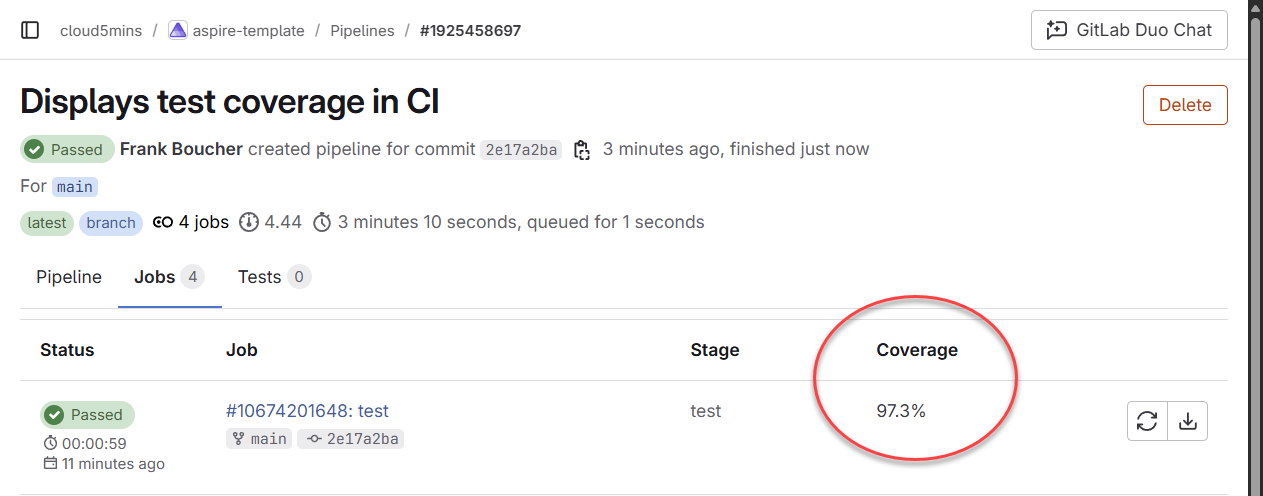 cloud5mins / aspire-template / Pipelines / #1925458697 GitLab Duo Chat
Displays test coverage in CI Delete
Passed Frank Boucher created pipeline for commit 2e17a2ba 3 minutes ago, finished just now
For main
latest branch 4 jobs 4.44 3 minutes 10 seconds, queued for 1 seconds
Pipeline Jobs 4 Tests 0
Status Job Stage Coverage
Passed #10674201648: test test 97.3%
00:00:59 main 2e17a2ba
11 minutes ago